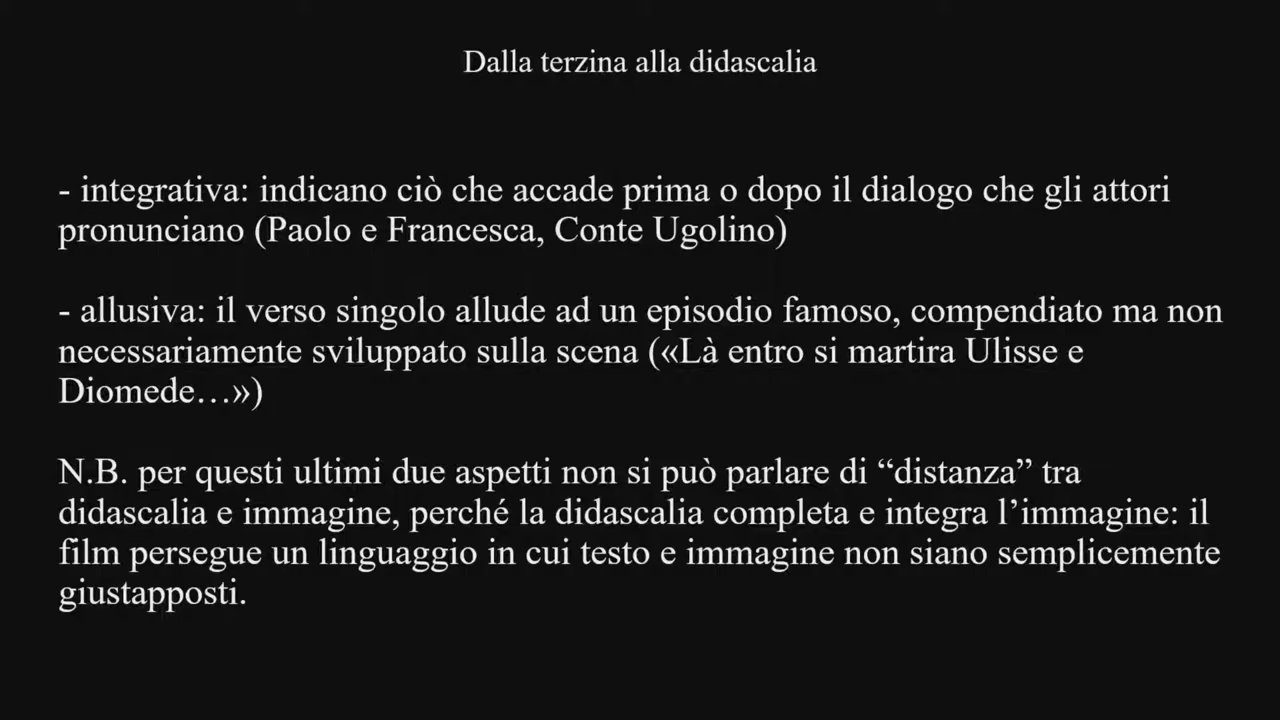 Dalla terzina alla didascalia
- integrativa: indicano ciò che accade prima o dopo il dialogo che gli attori
pronunciano (Paolo e Francesca, Conte Ugolino)
- allusiva: il verso singolo allude ad un episodio famoso, compendiato ma non
necessariamente sviluppato sulla scena («Là entro si martira Ulisse e
Diomede…»)
N.B. per questi ultimi due aspetti non si può parlare di “distanza” tra
didascalia e immagine, perché la didascalia completa e integra l’immagine: il
film persegue un linguaggio in cui testo e immagine non siano semplicemente
giustapposti.